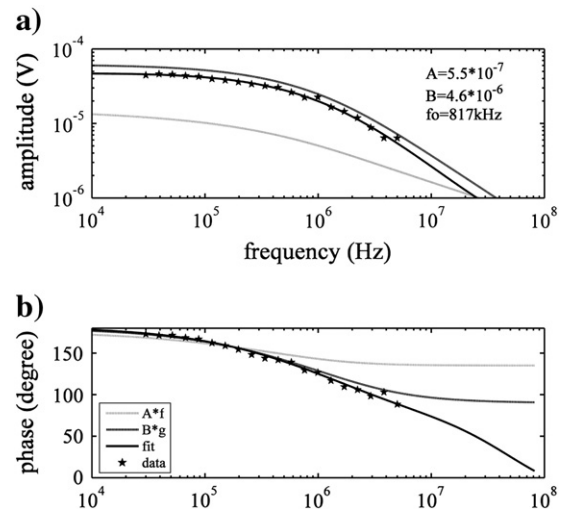 a)
10^-4
10^-5
10^-6
amplitude (V)
A=5.5*10^-7
B=4.6*10^-6
fo=817kHz
10^4 10^5 10^6 10^7 10^8
frequency (Hz)
b)
150
100
50
0
phase (degree)
A*f
B*g
fit
data
10^4 10^5 10^6 10^7 10^8